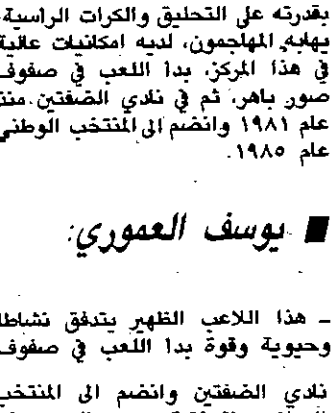 بقدرته على التحليق والكرات الراسية.
يهابه المهاجمون، لديه امكانيات عالية
في هذا المركز، بدا اللعب في صفوف
صور باهر، ثم في نادي الضفتين منذ
عام ١٩٨١ وانضم الى المنتخب الوطني
عام ١٩٨٥.
■ يوسف العموري:
ـ هذا اللاعب الظهير يتدفق نشاطا
وحيوية وقوة بدا اللعب في صفوف
نادي الضفتين وانضم الى المنتخب